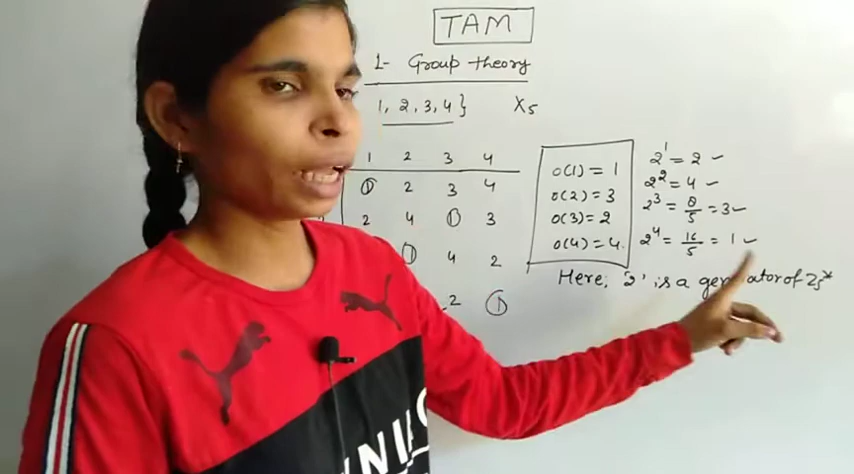 TAM
1- Group theory
1, 2, 3, 4} X₅
1 2 3 4
1 2 3 4
2 4 1 3
1 4 2
2 1
o(1) = 1
o(2) = 3
o(3) = 2
o(4) = 4.
2¹ = 2
2² = 4
2³ = 8/5 = 3
2⁴ = 16/5 = 1
Here, '2' is a generator of Z₅*